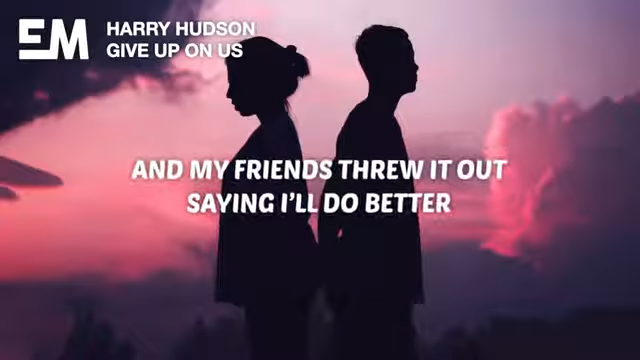 EM
HARRY HUDSON
GIVE UP ON US
AND MY FRIENDS THREW IT OUT
SAYING I'LL DO BETTER